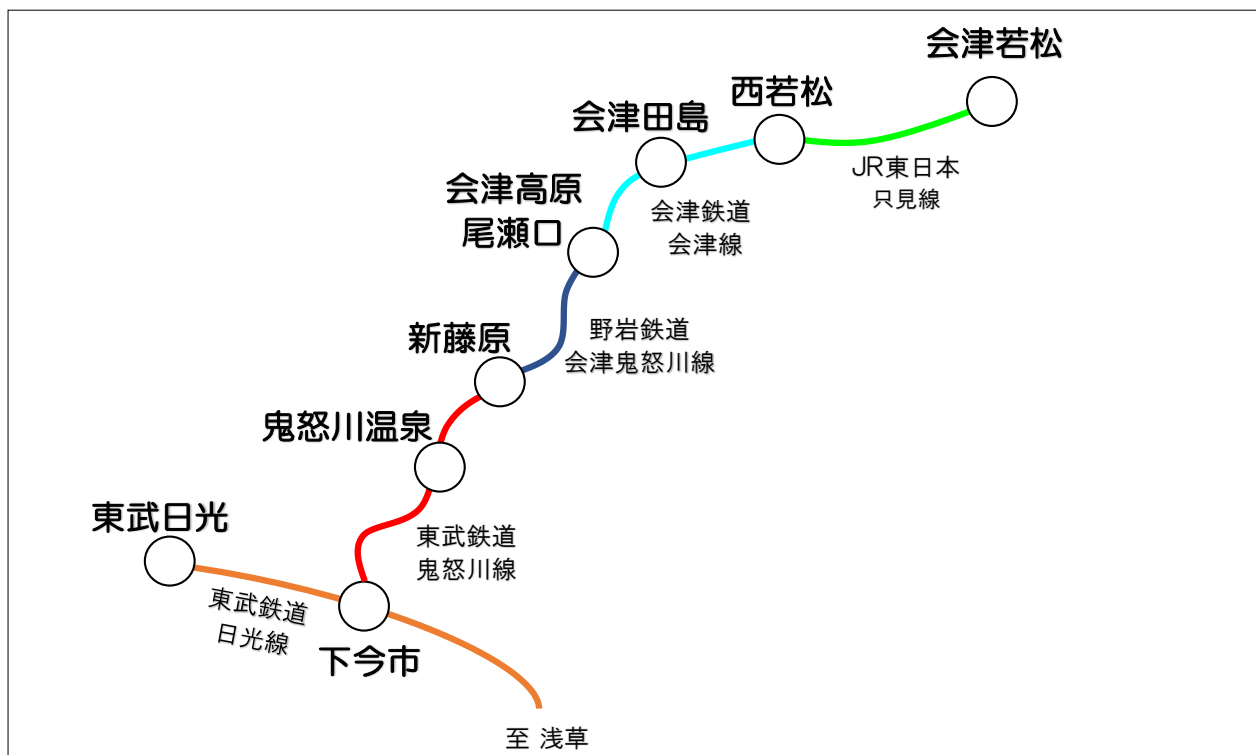 会津若松
西若松
会津田島
JR東日本
只見線
会津高原
尾瀬口
会津鉄道
会津線
新藤原
野岩鉄道
会津鬼怒川線
鬼怒川温泉
東武日光
東武鉄道
鬼怒川線
東武鉄道
日光線
下今市
至 浅草